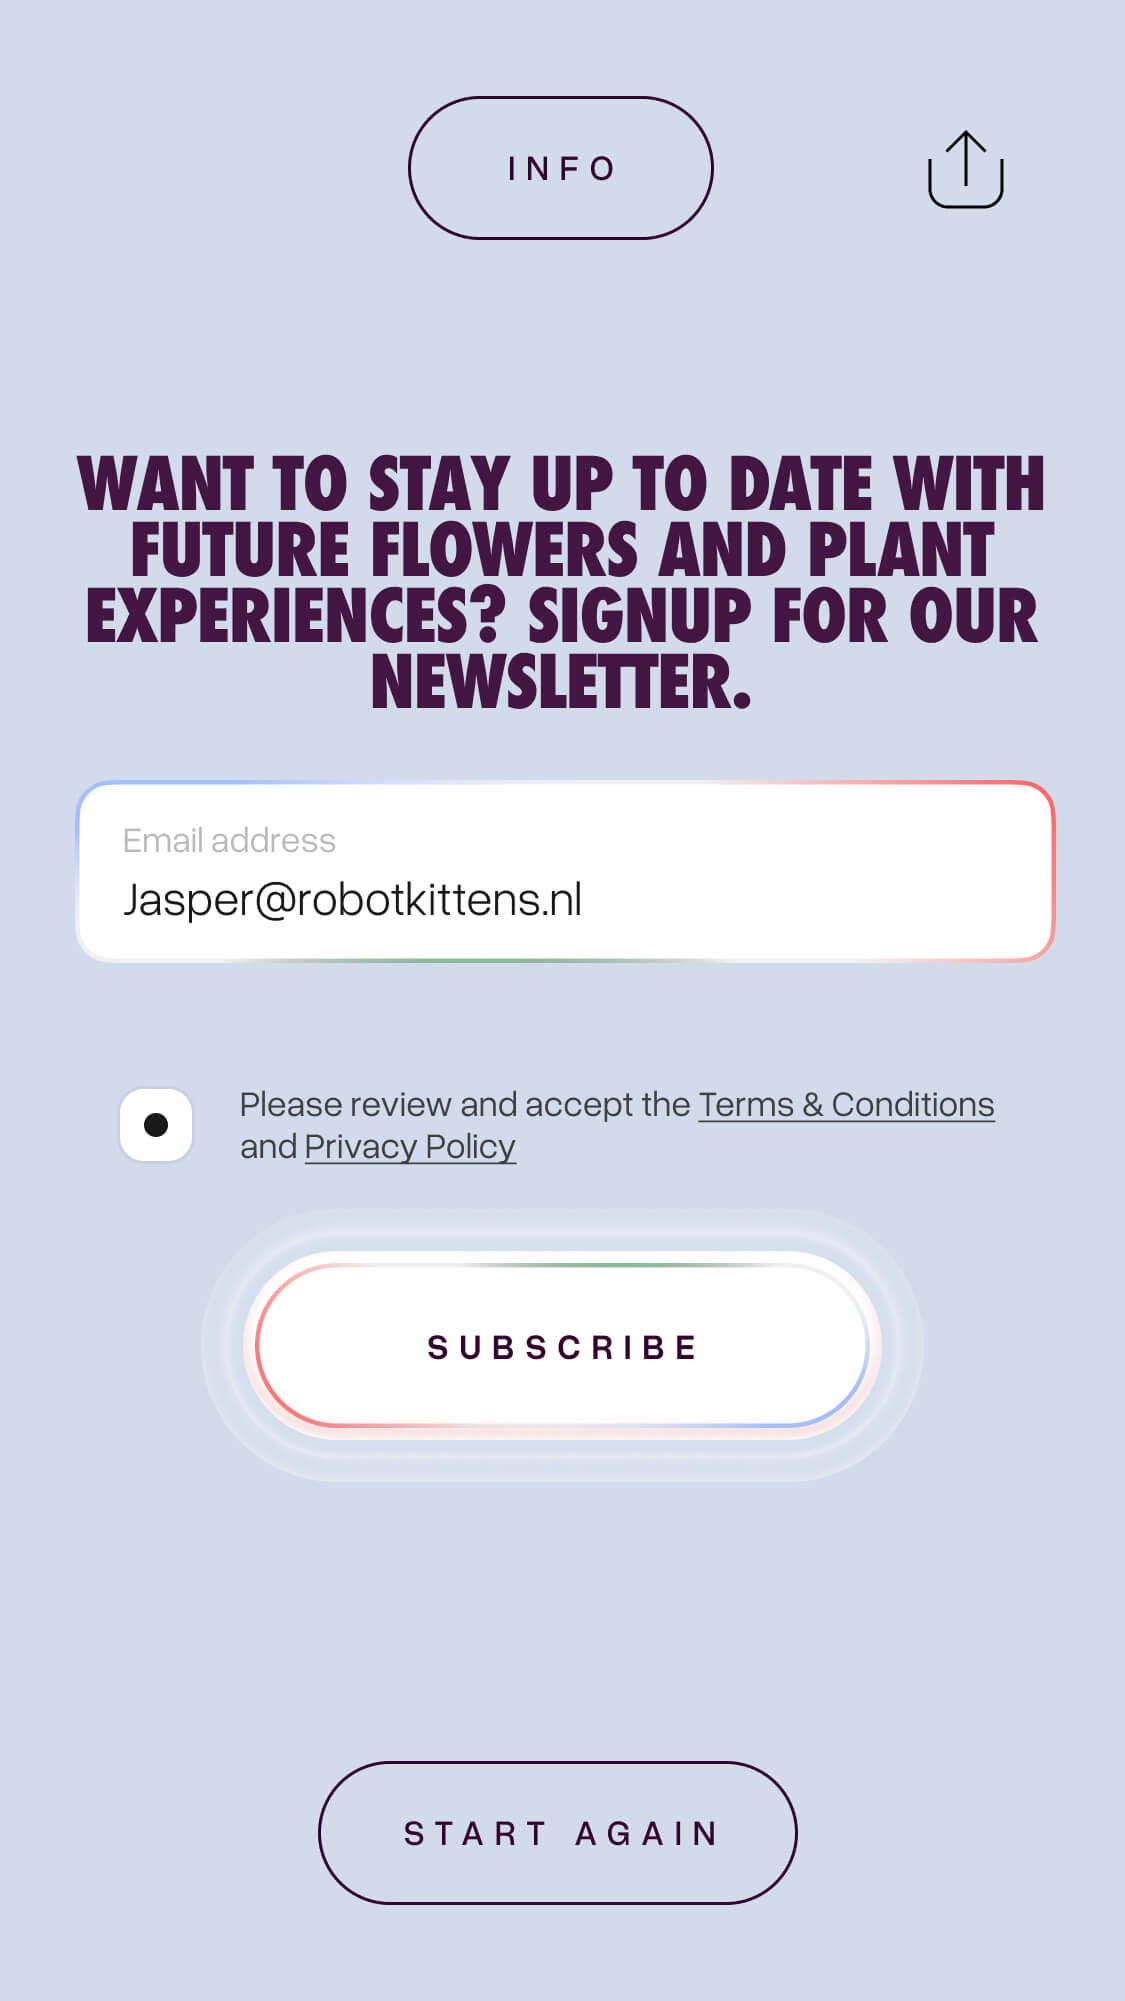 INFO
WANT TO STAY UP TO DATE WITH
FUTURE FLOWERS AND PLANT
EXPERIENCES? SIGNUP FOR OUR
NEWSLETTER.
Email address
Jasper@robotkittens.nl
Please review and accept the Terms & Conditions
and Privacy Policy
SUBSCRIBE
START AGAIN